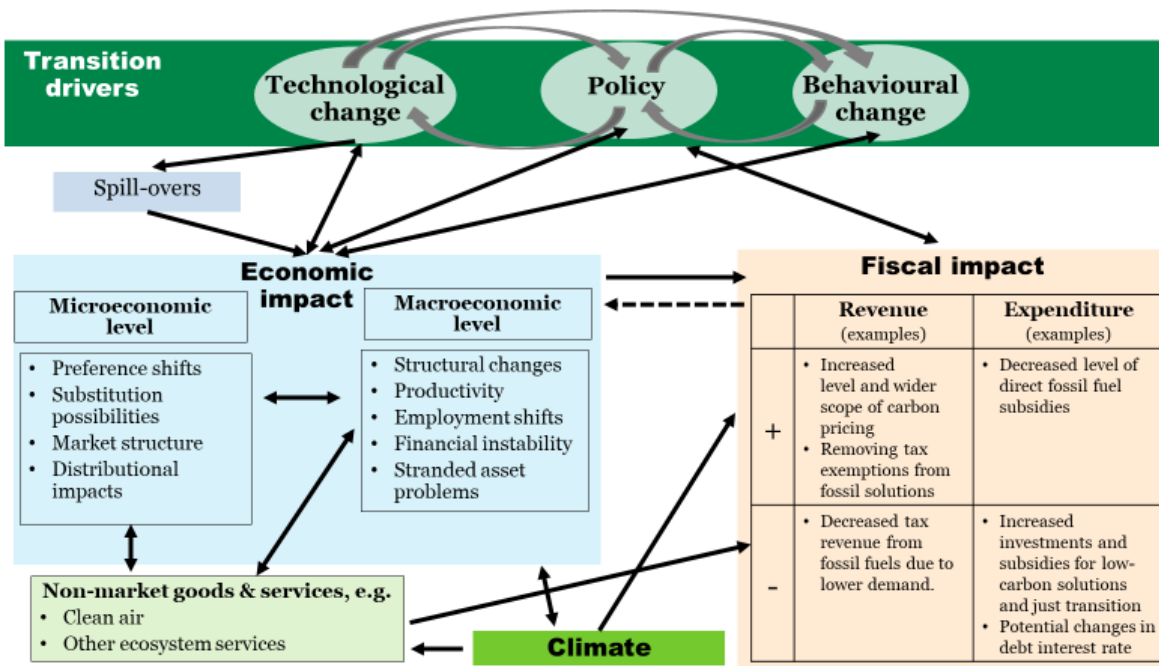 Transition
drivers
Technological
change
Policy
Behavioural
change
Spill-overs
Economic
impact
Microeconomic
level
• Preference shifts
• Substitution
possibilities
• Market structure
• Distributional
impacts
Macroeconomic
level
• Structural changes
• Productivity
• Employment shifts
• Financial instability
• Stranded asset
problems
Non-market goods & services, e.g.
• Clean air
• Other ecosystem services
Climate
Fiscal impact
Revenue
(examples)
Expenditure
(examples)
+
• Increased
level and wider
scope of carbon
pricing
• Removing tax
exemptions from
fossil solutions
• Decreased level of
direct fossil fuel
subsidies
-
• Decreased tax
revenue from
fossil fuels due to
lower demand.
• Increased
investments and
subsidies for low-
carbon solutions
and just transition
• Potential changes in
debt interest rate